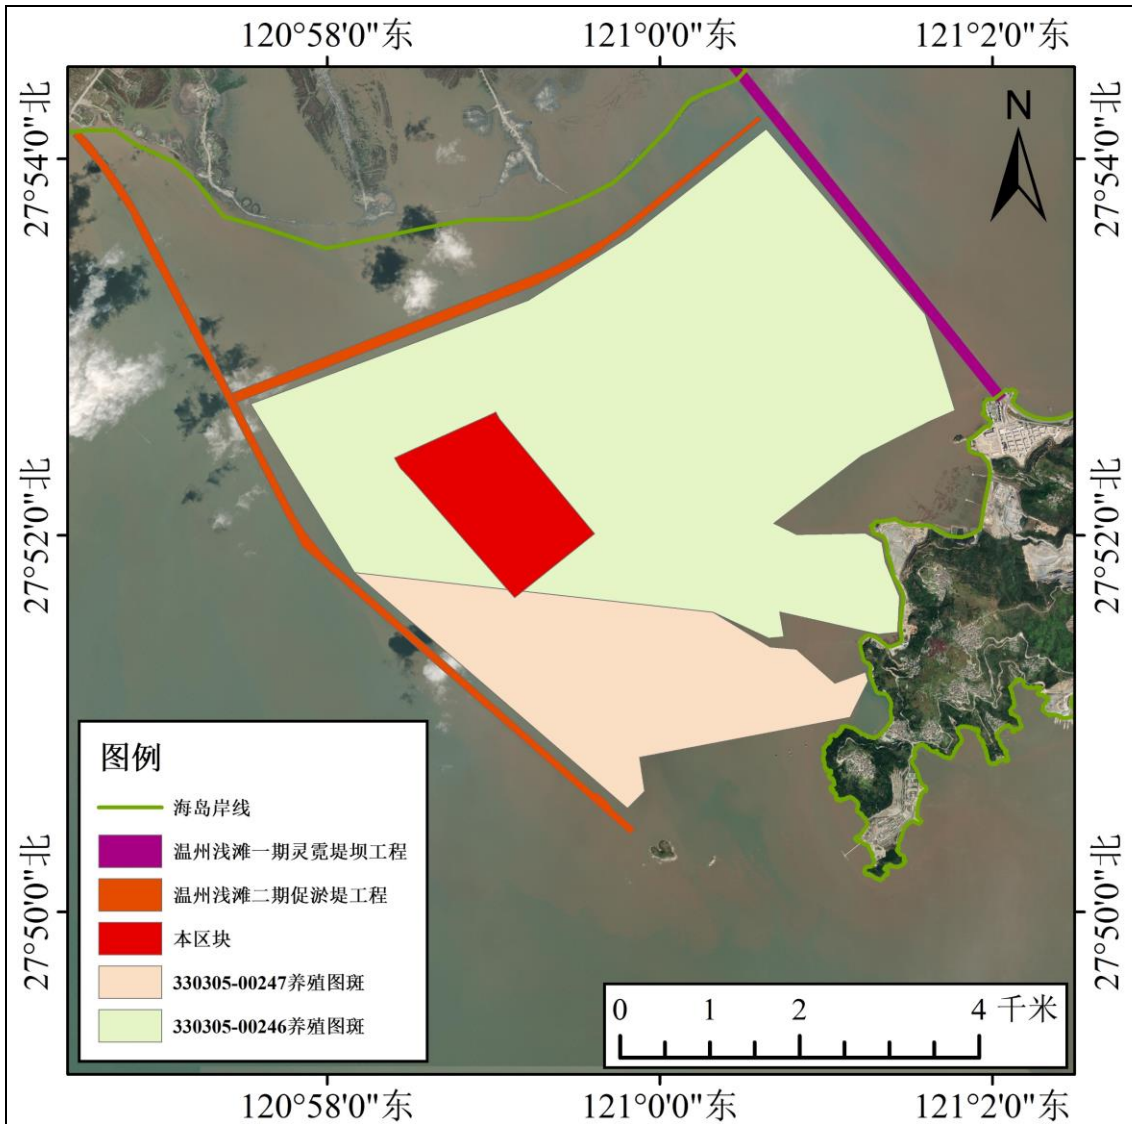 120°58'0"东 121°0'0"东 121°2'0"东
N
27°54'0"北 27°54'0"北
27°52'0"北 27°52'0"北
27°50'0"北 27°50'0"北
图例
海岛岸线
温州浅滩一期灵霓堤坝工程
温州浅滩二期促淤堤工程
本区块
330305-00247养殖图斑
330305-00246养殖图斑
0 1 2 4 千米
120°58'0"东 121°0'0"东 121°2'0"东